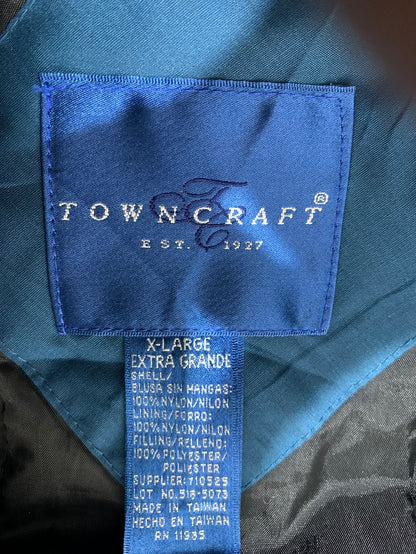 TC
TOWNCRAFT®
EST. 1927
X-LARGE
EXTRA GRANDE
SHELL/
BLUSA SIN MANGAS:
100%NYLON/NILON
LINING/FORRO:
100%NYLON/NILON
FILLING/RELLENO:
100%POLYESTER/
POLIESTER
SUPPLIER:710525
LOT NO.518-5073
MADE IN TAIWAN
HECHO EN TAIWAN
RN 11935